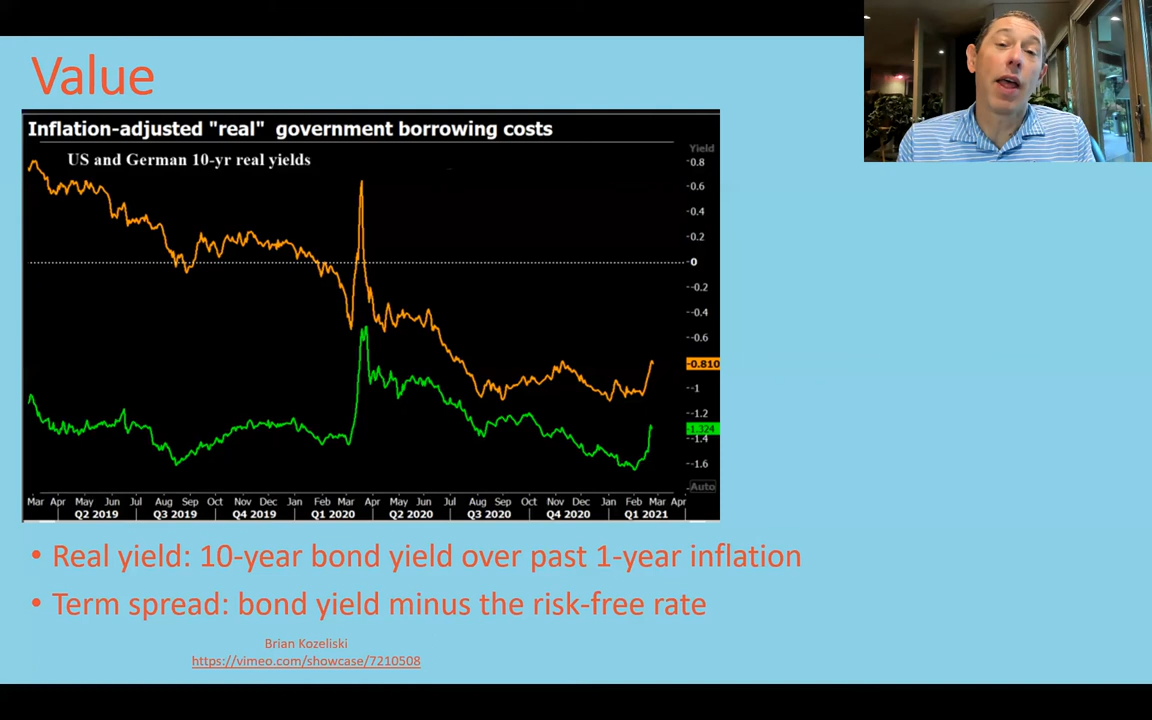 Value
Inflation-adjusted "real" government borrowing costs
US and German 10-yr real yields
Yield
0.8
0.6
0.4
0.2
0
-0.2
-0.4
-0.6
-0.810
-1
-1.2
-1.324
-1.4
-1.6
Auto
Mar Apr May Jun Jul Aug Sep Oct Nov Dec Jan Feb Mar Apr May Jun Jul Aug Sep Oct Nov Dec Jan Feb Mar Apr
Q2 2019 Q3 2019 Q4 2019 Q1 2020 Q2 2020 Q3 2020 Q4 2020 Q1 2021
• Real yield: 10-year bond yield over past 1-year inflation
• Term spread: bond yield minus the risk-free rate
Brian Kozeliski
https://vimeo.com/showcase/7210508